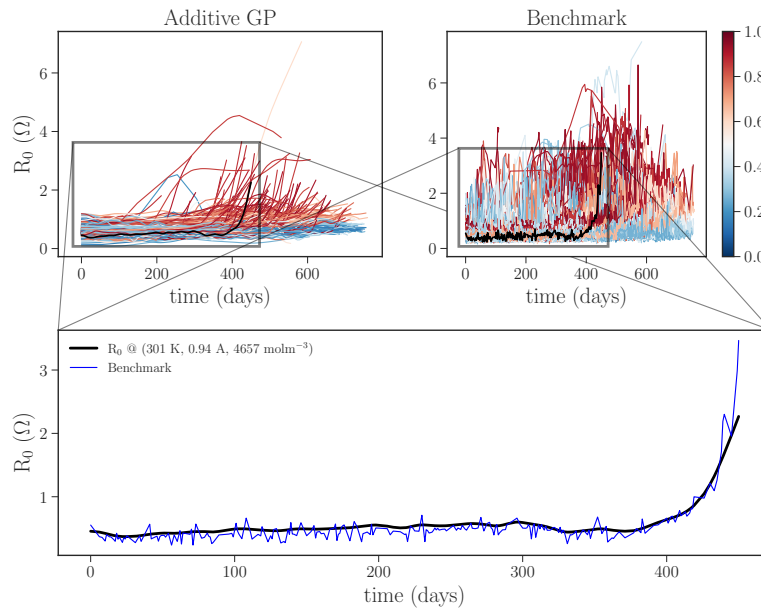 Additive GP
Benchmark
R₀ (Ω)
6
4
2
0
0 200 400 600
time (days)
6
4
2
0
0 200 400 600
time (days)
1.0
0.8
0.6
0.4
0.2
0.0
R₀ @ (301 K, 0.94 A, 4657 molm⁻³)
Benchmark
R₀ (Ω)
3
2
1
0 100 200 300 400
time (days)